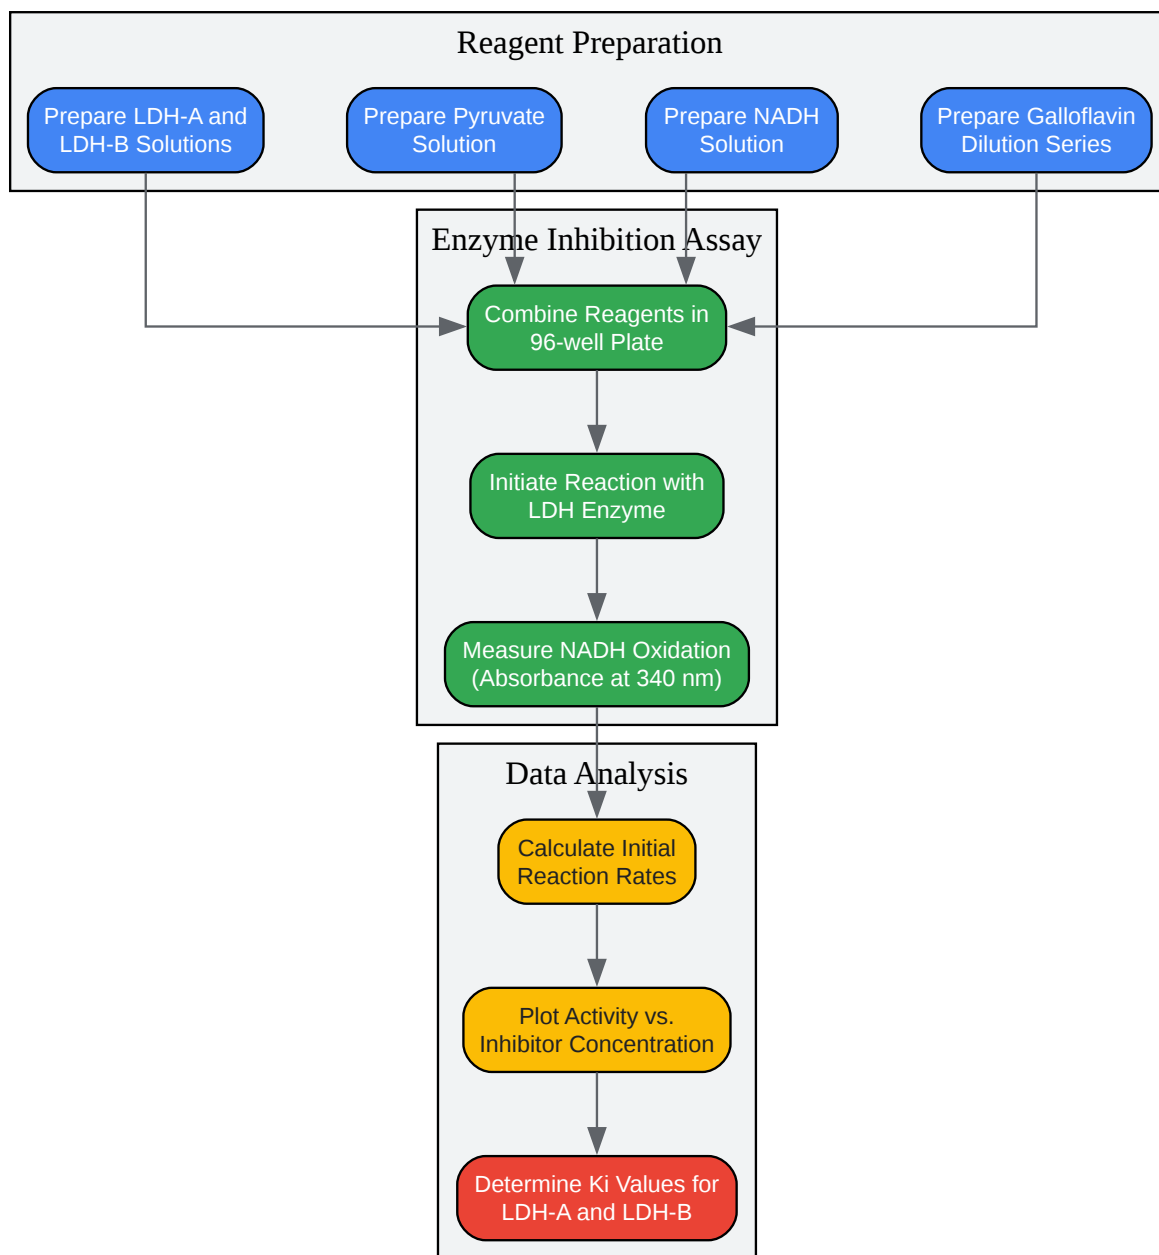 Reagent Preparation
Prepare LDH-A and
LDH-B Solutions
Prepare Pyruvate
Solution
Prepare NADH
Solution
Prepare Galloflavin
Dilution Series
Enzyme Inhibition Assay
Combine Reagents in
96-well Plate
Initiate Reaction with
LDH Enzyme
Measure NADH Oxidation
(Absorbance at 340 nm)
Data Analysis
Calculate Initial
Reaction Rates
Plot Activity vs.
Inhibitor Concentration
Determine Ki Values for
LDH-A and LDH-B